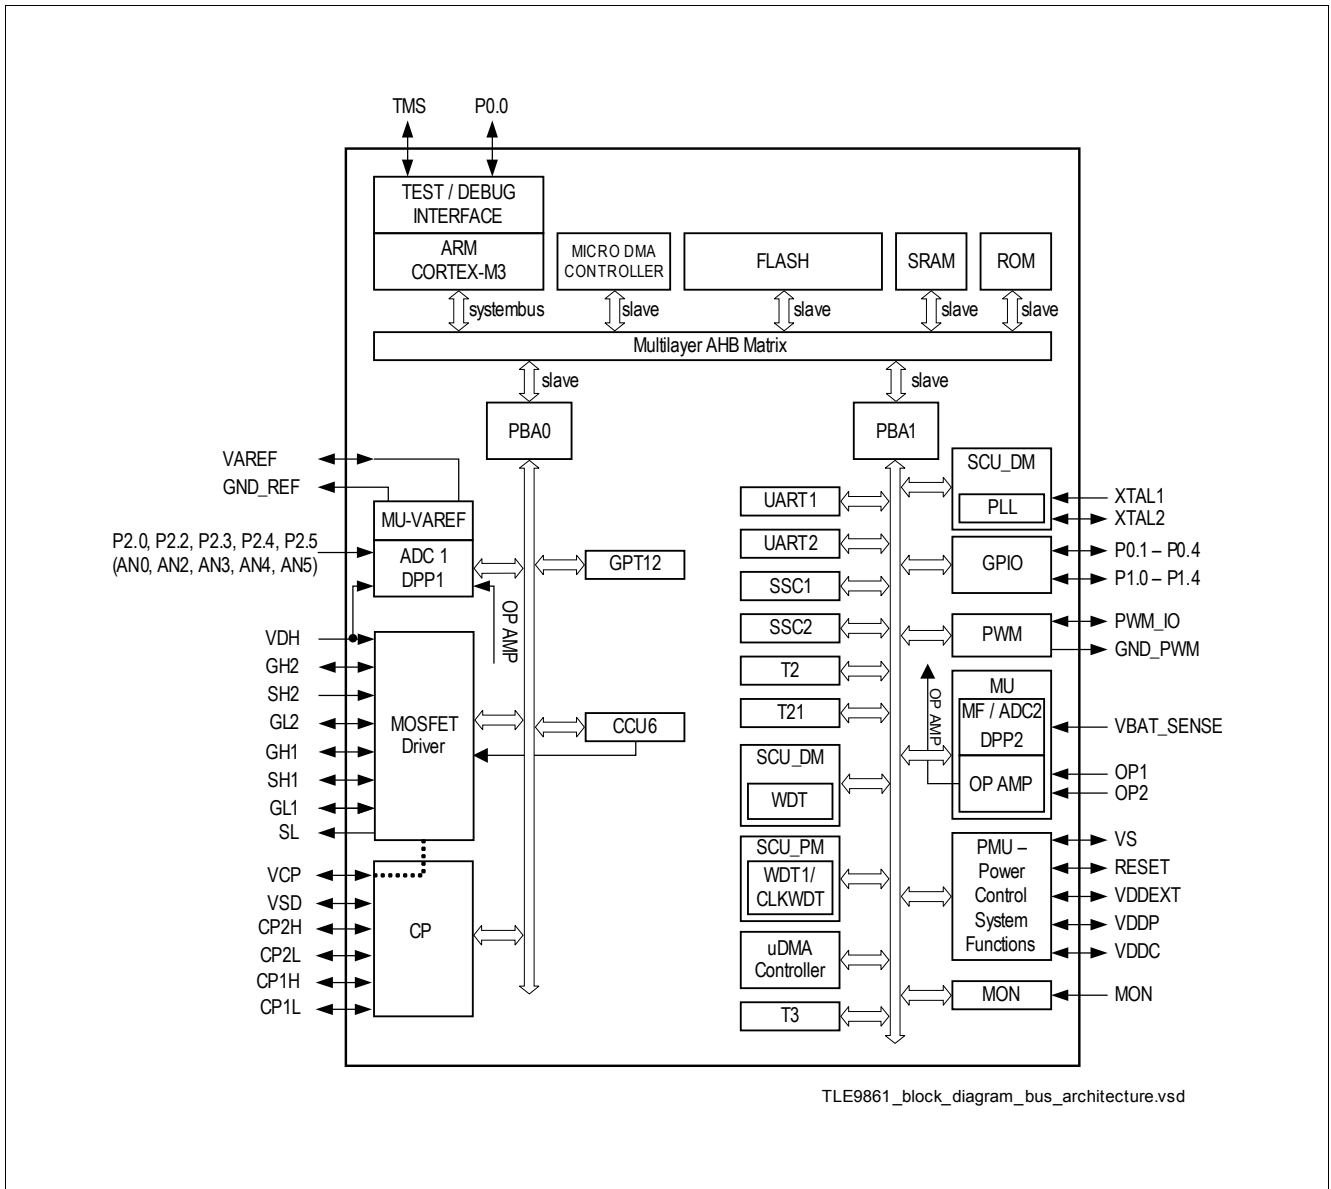 TMS
P0.0
TEST / DEBUG
INTERFACE
ARM
CORTEX-M3
MICRO DMA
CONTROLLER
FLASH
SRAM
ROM
systembus
slave
slave
slave
slave
Multilayer AHB Matrix
slave
slave
PBA0
PBA1
VAREF
GND_REF
MU-VAREF
P2.0, P2.2, P2.3, P2.4, P2.5
(AN0, AN2, AN3, AN4, AN5)
ADC 1
DPP1
GPT12
OP AMP
VDH
GH2
SH2
GL2
GH1
SH1
GL1
SL
MOSFET
Driver
CCU6
VCP
VSD
CP2H
CP2L
CP1H
CP1L
CP
UART1
UART2
SSC1
SSC2
T2
T21
SCU_DM
WDT
SCU_PM
WDT1/
CLKWDT
uDMA
Controller
T3
SCU_DM
PLL
XTAL1
XTAL2
GPIO
P0.1 – P0.4
P1.0 – P1.4
PWM
PWM_IO
GND_PWM
OP AMP
MU
MF / ADC2
DPP2
OP AMP
VBAT_SENSE
OP1
OP2
PMU –
Power
Control
System
Functions
VS
RESET
VDDEXT
VDDP
VDDC
MON
MON
TLE9861_block_diagram_bus_architecture.vsd